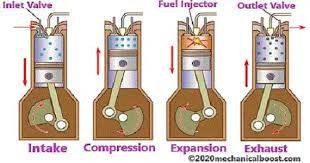 Inlet Valve
Fuel Injector
Outlet Valve
Intake
Compression
Expansion
Exhaust
©2020mechanicalboost.com